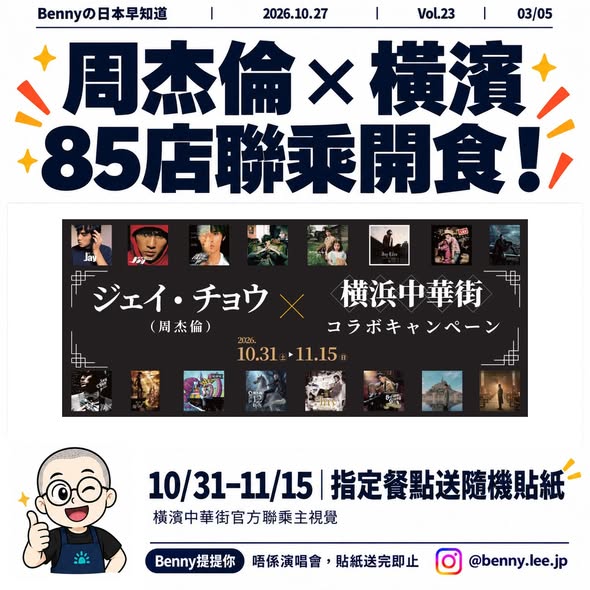 Bennyの日本早知道 | 2026.10.27 | Vol.23 | 03/05
周杰倫×橫濱
85店聯乘開食!
ジェイ・チョウ × 横浜中華街
(周杰倫) コラボキャンペーン
2026.
10.31土▶11.15日
10/31-11/15|指定餐點送隨機貼紙
橫濱中華街官方聯乘主視覺
Benny提提你 唔係演唱會,貼紙送完即止 @benny.lee.jp